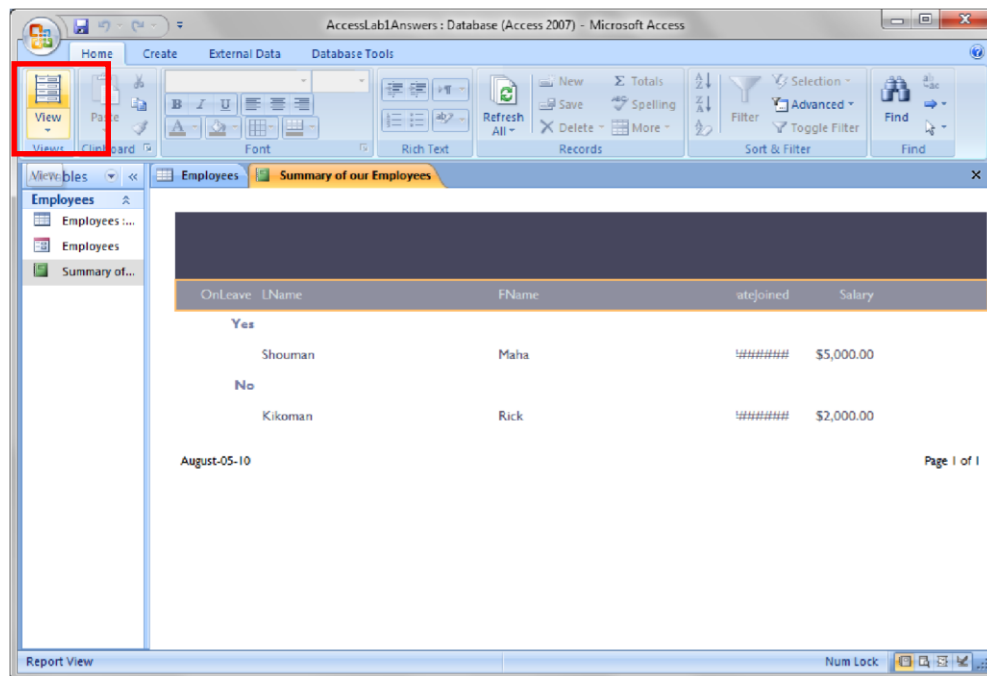 AccessLab1Answers : Database (Access 2007) - Microsoft Access
Home Create External Data Database Tools
View Paste B I U Refresh All New Σ Totals Save Spelling Delete More Filter Selection Advanced Toggle Filter Find
Views Clipboard Font Rich Text Records Sort & Filter Find
Employees Summary of our Employees
Employees
Employees :...
Employees
Summary of...
OnLeave LName FName ateJoined Salary
Yes
Shouman Maha ####### $5,000.00
No
Kikoman Rick ####### $2,000.00
August-05-10 Page 1 of 1
Report View Num Lock